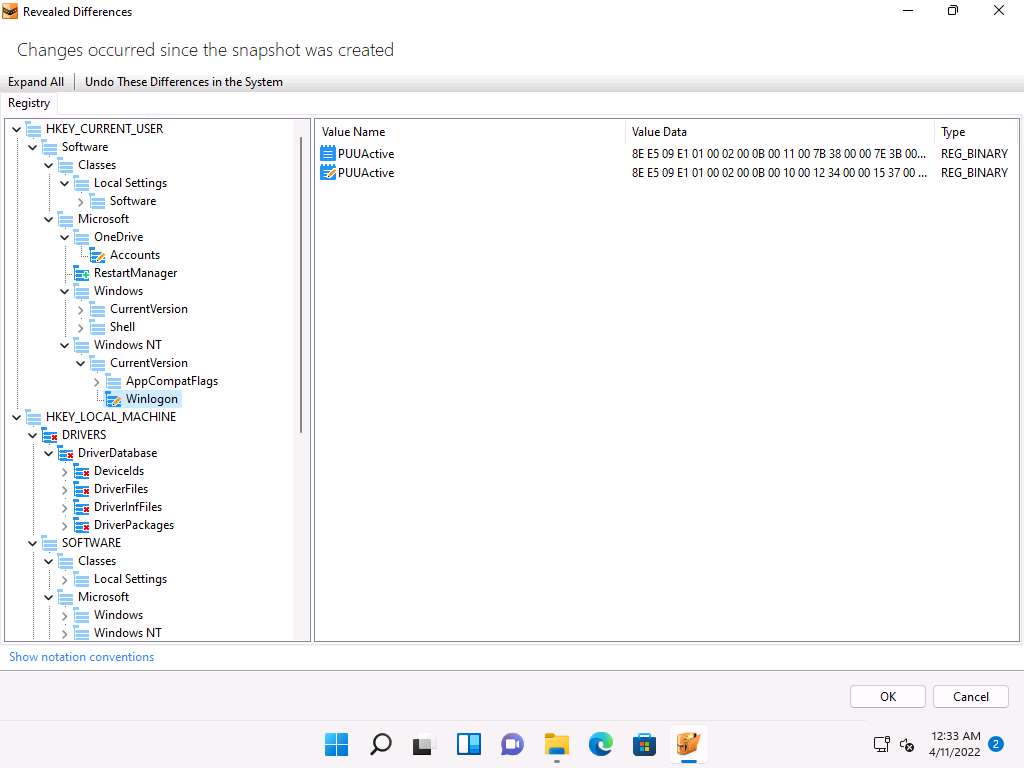 Revealed Differences
Changes occurred since the snapshot was created
Expand All
Undo These Differences in the System
Registry
HKEY_CURRENT_USER
Software
Classes
Local Settings
Software
Microsoft
OneDrive
Accounts
RestartManager
Windows
CurrentVersion
Shell
Windows NT
CurrentVersion
AppCompatFlags
Winlogon
HKEY_LOCAL_MACHINE
DRIVERS
DriverDatabase
DeviceIds
DriverFiles
DriverInfFiles
DriverPackages
SOFTWARE
Classes
Local Settings
Microsoft
Windows
Windows NT
Value Name Value Data Type
PUUActive 8E E5 09 E1 01 00 02 00 0B 00 11 00 7B 38 00 00 7E 3B 00... REG_BINARY
PUUActive 8E E5 09 E1 01 00 02 00 0B 00 10 00 12 34 00 00 15 37 00 ... REG_BINARY
Show notation conventions
OK
Cancel
12:33 AM
4/11/2022
2